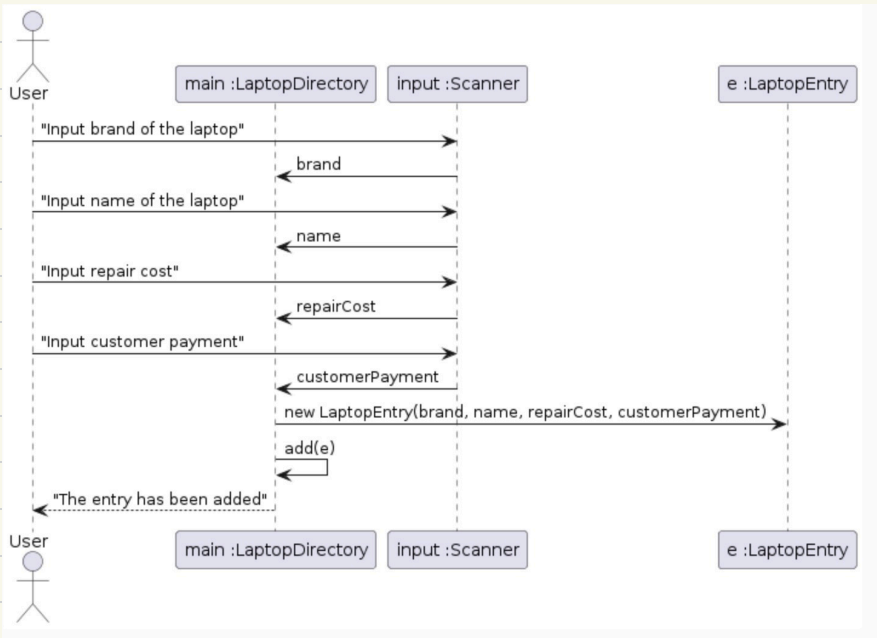 User
main :LaptopDirectory
input :Scanner
e :LaptopEntry
"Input brand of the laptop"
brand
"Input name of the laptop"
name
"Input repair cost"
repairCost
"Input customer payment"
customerPayment
new LaptopEntry(brand, name, repairCost, customerPayment)
add(e)
"The entry has been added"
User
main :LaptopDirectory
input :Scanner
e :LaptopEntry